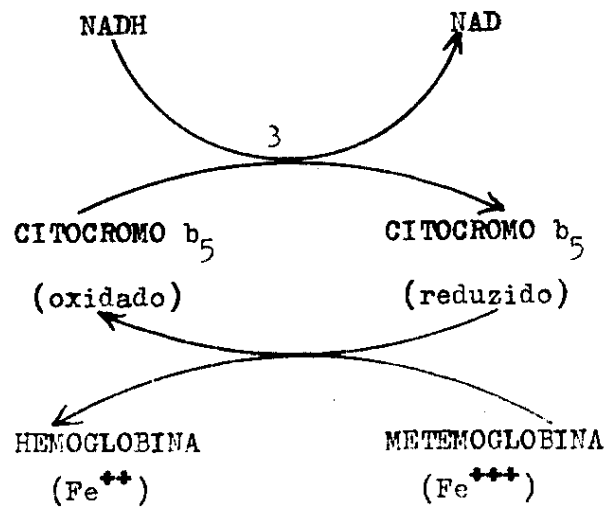 NADH NAD
3
CITOCROMO b5 CITOCROMO b5
(oxidado) (reduzido)
HEMOGLOBINA METEMOGLOBINA
(Fe++) (Fe+++)